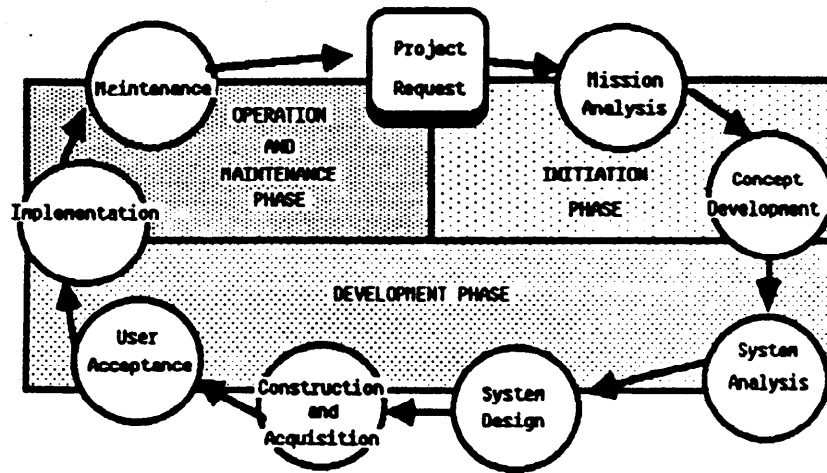 Project
Request
Mission
Analysis
Concept
Development
System
Analysis
System
Design
Construction
and
Acquisition
User
Acceptance
Implementation
Maintenance
OPERATION
AND
MAINTENANCE
PHASE
INITIATION
PHASE
DEVELOPMENT PHASE